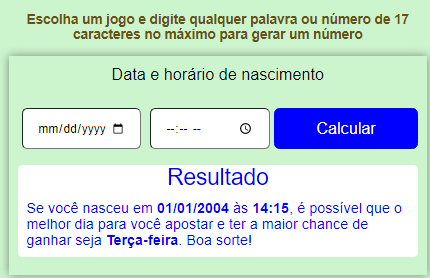 Escolha um jogo e digite qualquer palavra ou número de 17
caracteres no máximo para gerar um número
Data e horário de nascimento
mm/dd/yyyy --:-- -- Calcular
Resultado
Se você nasceu em 01/01/2004 às 14:15, é possível que o
melhor dia para você apostar e ter a maior chance de
ganhar seja Terça-feira. Boa sorte!